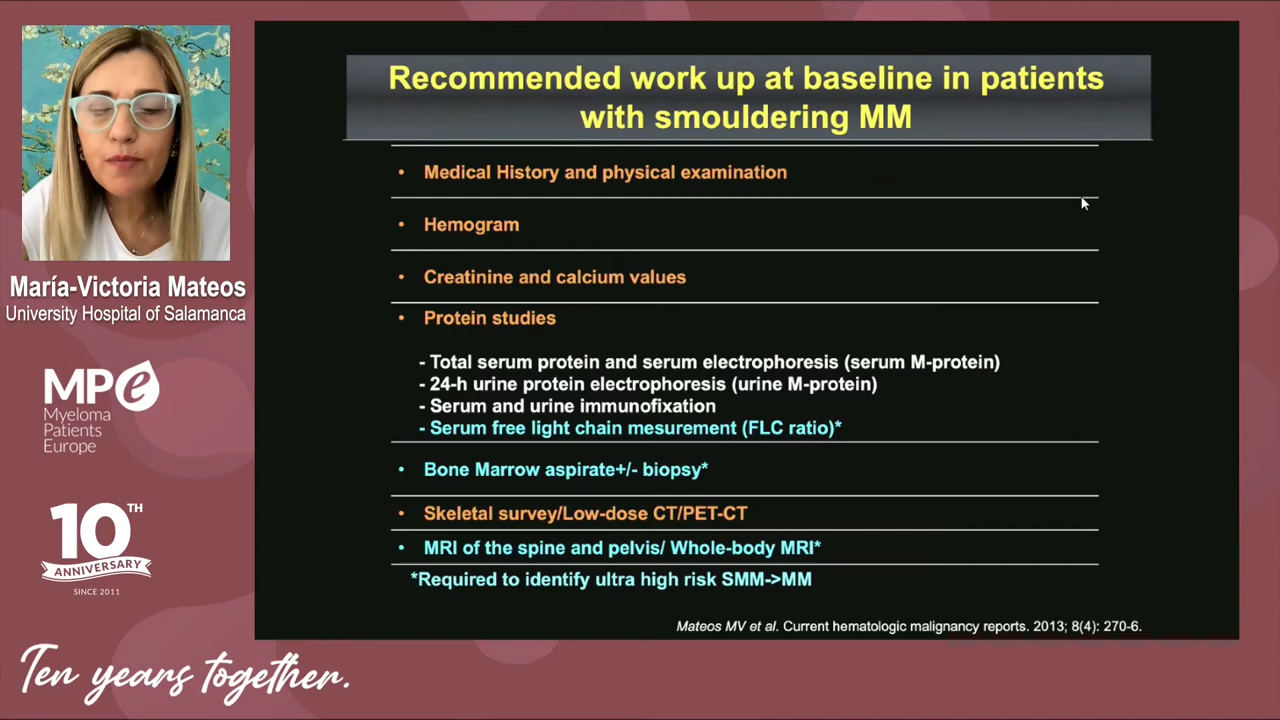 Recommended work up at baseline in patients
with smouldering MM
• Medical History and physical examination
• Hemogram
• Creatinine and calcium values
• Protein studies
- Total serum protein and serum electrophoresis (serum M-protein)
- 24-h urine protein electrophoresis (urine M-protein)
- Serum and urine immunofixation
- Serum free light chain mesurement (FLC ratio)*
• Bone Marrow aspirate+/- biopsy*
• Skeletal survey/Low-dose CT/PET-CT
• MRI of the spine and pelvis/ Whole-body MRI*
*Required to identify ultra high risk SMM->MM
Mateos MV et al. Current hematologic malignancy reports. 2013; 8(4): 270-6.
María-Victoria Mateos
University Hospital of Salamanca
MPe
Myeloma
Patients
Europe
10TH
ANNIVERSARY
SINCE 2011
Ten years together.